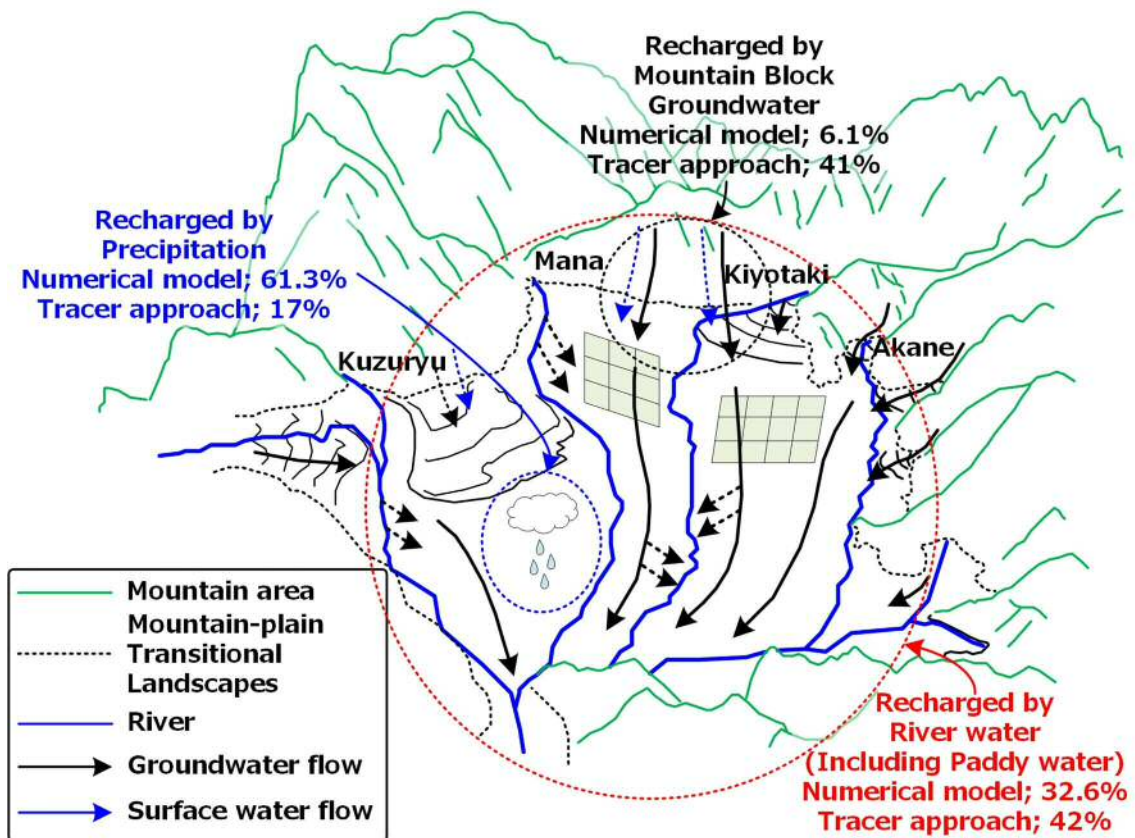 Recharged by
Mountain Block
Groundwater
Numerical model; 6.1%
Tracer approach; 41%
Recharged by
Precipitation
Numerical model; 61.3%
Tracer approach; 17%
Mana
Kiyotaki
Kuzuryu
Akane
Mountain area
Mountain-plain
Transitional
Landscapes
River
Groundwater flow
Surface water flow
Recharged by
River water
(Including Paddy water)
Numerical model; 32.6%
Tracer approach; 42%